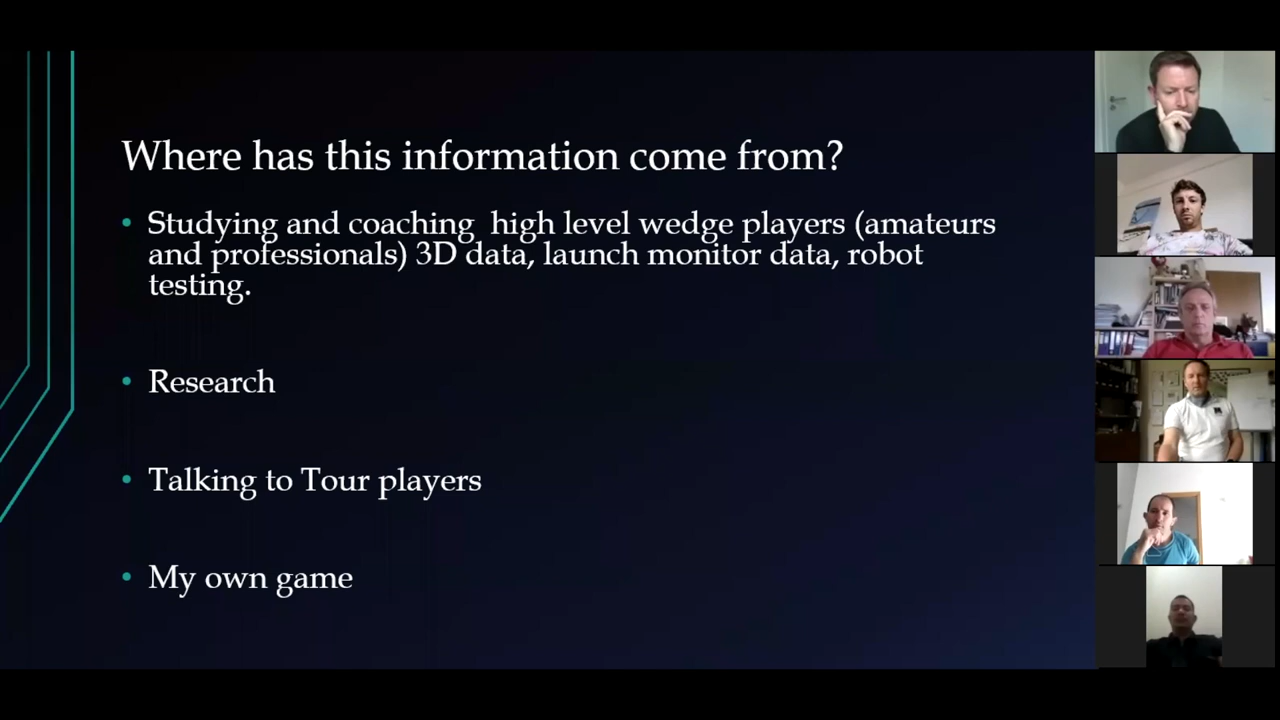 Where has this information come from?
• Studying and coaching  high level wedge players (amateurs
and professionals) 3D data, launch monitor data, robot
testing.
• Research
• Talking to Tour players
• My own game